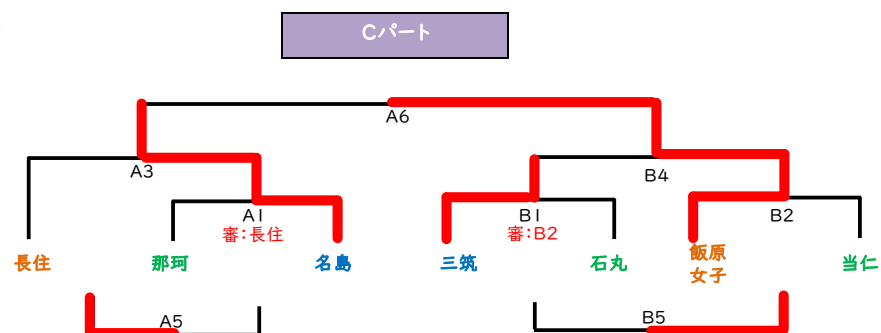 Cパート
A6
A3
B4
A1
B1
B2
審:長住
審:B2
長住
那珂
名島
三筑
石丸
飯原
女子
当仁
A5
B5